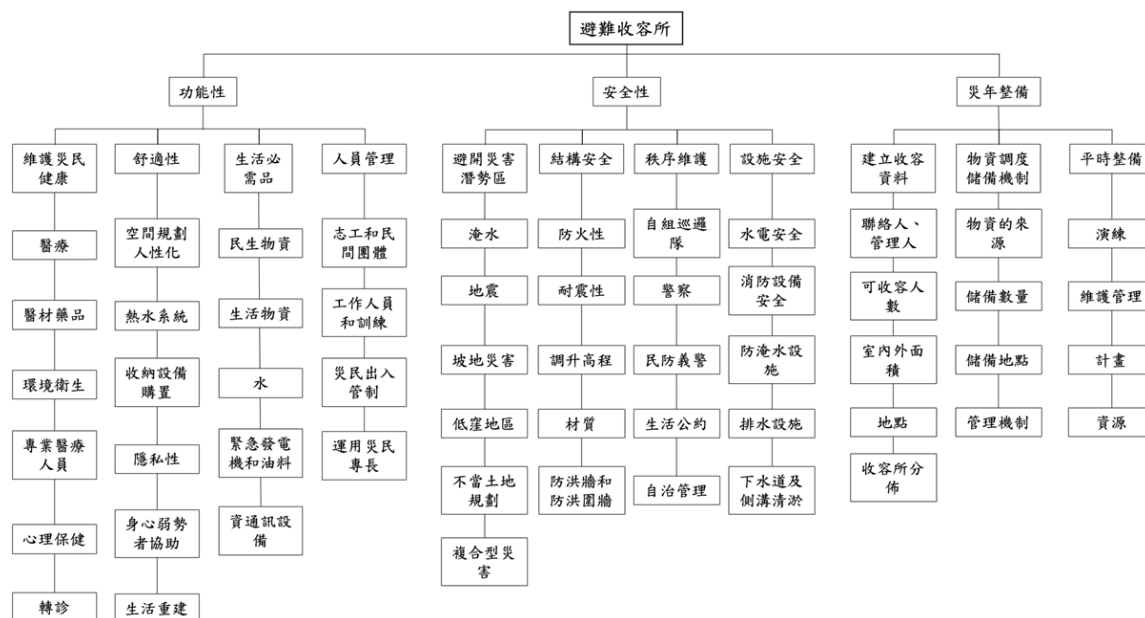 避難收容所
功能性
安全性
災年整備
維護災民
健康
醫療
醫材藥品
環境衛生
專業醫療
人員
心理保健
轉診
舒適性
空間規劃
人性化
熱水系統
收納設備
購置
隱私性
身心弱勢
者協助
生活重建
生活必
需品
民生物資
生活物資
水
緊急發電
機和油料
資通訊設
備
人員管理
志工和民
間團體
工作人員
和訓練
災民出入
管制
運用災民
專長
避開災害
潛勢區
淹水
地震
坡地災害
低窪地區
不當土地
規劃
複合型災
害
結構安全
防火性
耐震性
調升高程
材質
防洪牆和
防洪圍牆
秩序維護
自組巡邏
隊
警察
民防義警
生活公約
自治管理
設施安全
水電安全
消防設備
安全
防淹水設
施
排水設施
下水道及
側溝清淤
建立收容
資料
聯絡人、
管理人
可收容人
數
室內外面
積
地點
收容所分
佈
物資調度
儲備機制
物資的來
源
儲備數量
儲備地點
管理機制
平時整備
演練
維護管理
計畫
資源